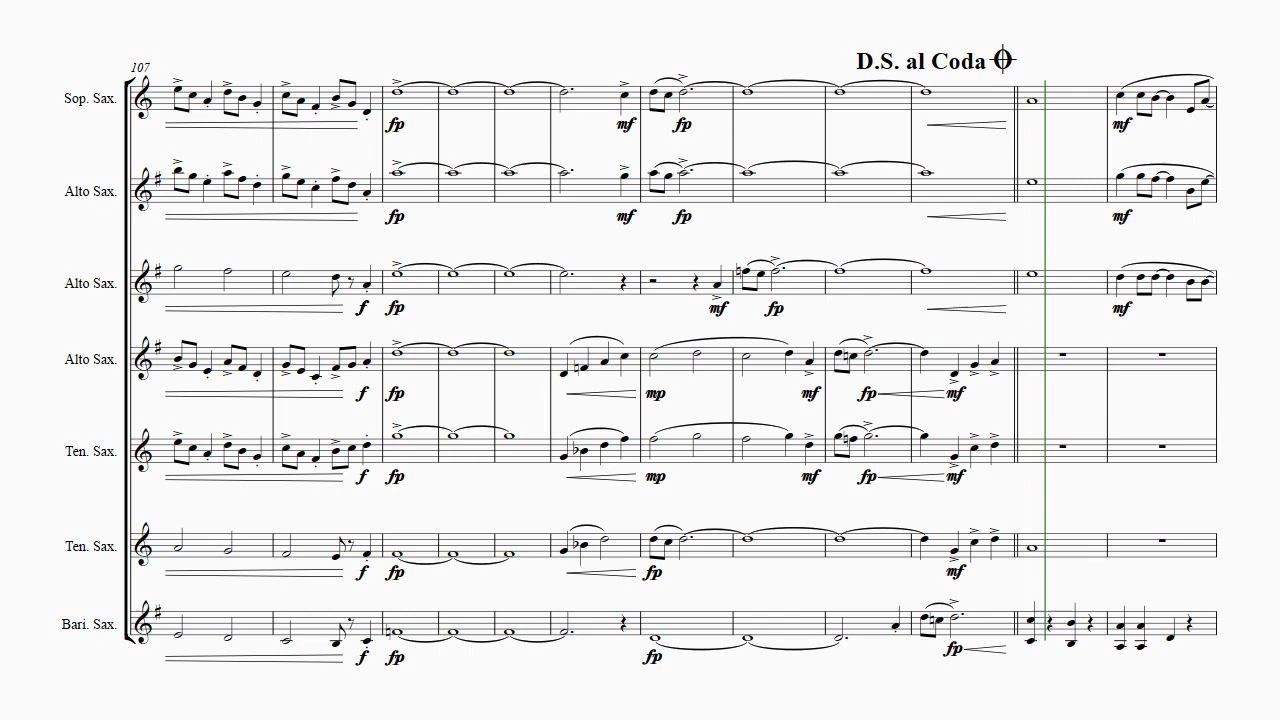 D.S. al Coda
107
Sop. Sax.
fp mf fp mf
Alto Sax.
fp mf fp mf
Alto Sax.
f fp mf fp mf
Alto Sax.
f fp mp mf fp mf
Ten. Sax.
f fp mp mf fp mf
Ten. Sax.
f fp fp mf
Bari. Sax.
f fp fp fp